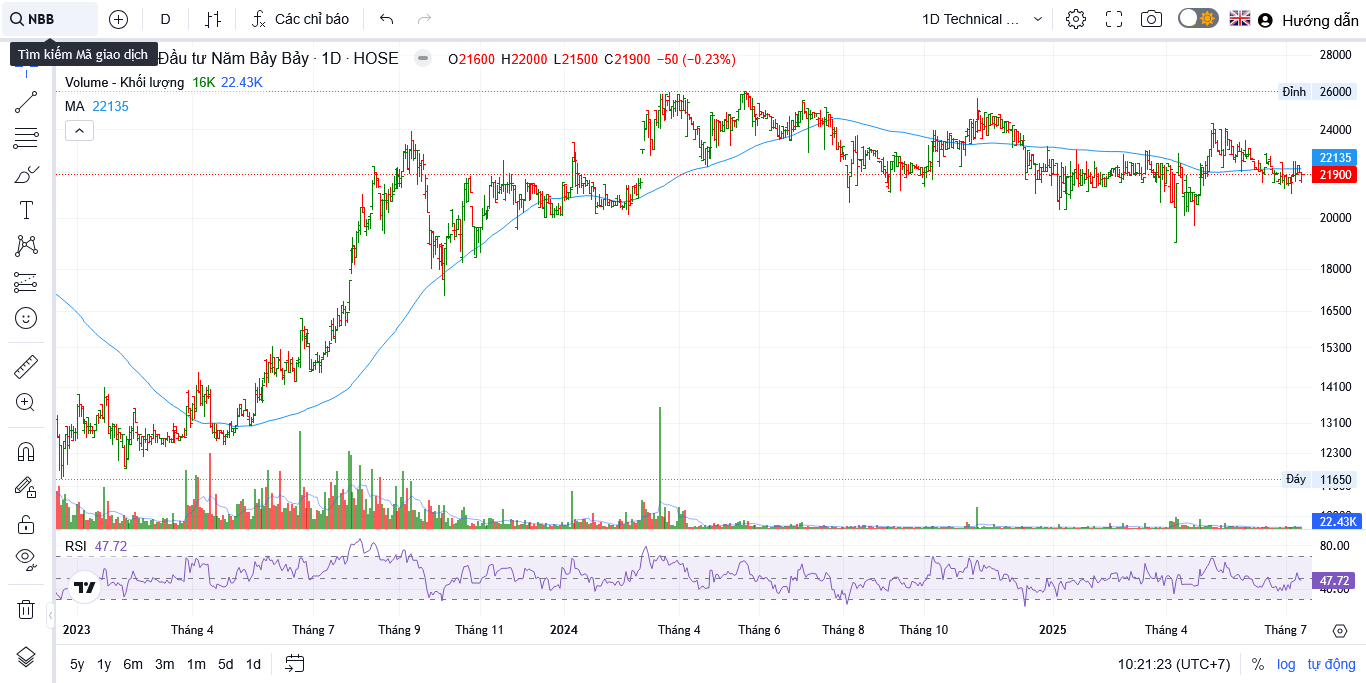 NBB
D
Các chỉ báo
1D Technical ...
Hướng dẫn
Tìm kiếm Mã giao dịch
Đầu tư Năm Bảy Bảy · 1D · HOSE
O21600 H22000 L21500 C21900 −50 (−0.23%)
Volume - Khối lượng 16K 22.43K
MA 22135
28000
Đỉnh 26000
24000
22135
21900
20000
18000
16500
15300
14100
13100
12300
Đáy 11650
22.43K
RSI 47.72
80.00
47.72
40.00
2023 Tháng 4 Tháng 7 Tháng 9 Tháng 11 2024 Tháng 4 Tháng 6 Tháng 8 Tháng 10 2025 Tháng 4 Tháng 7
5y 1y 6m 3m 1m 5d 1d
10:21:23 (UTC+7) % log tự động